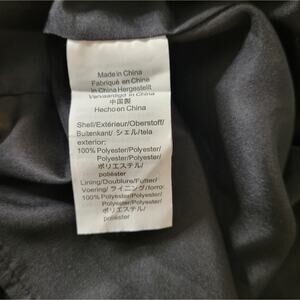 Made in China
Fabriqué en Chine
In China Hergestellt
Vervaardigd in China
中国製
Hecho en China
Shell/Extérieur/Oberstoff/
Buitenkant/ シェル/tela
exterior:
100% Polyester/Polyester/
Polyester/Polyester/
ポリエステル/
poliéster
Lining/Doublure/Futter/
Voering/ ライニング/forro:
100% Polyester/Polyester/
Polyester/Polyester/
ポリエステル/
poliéster